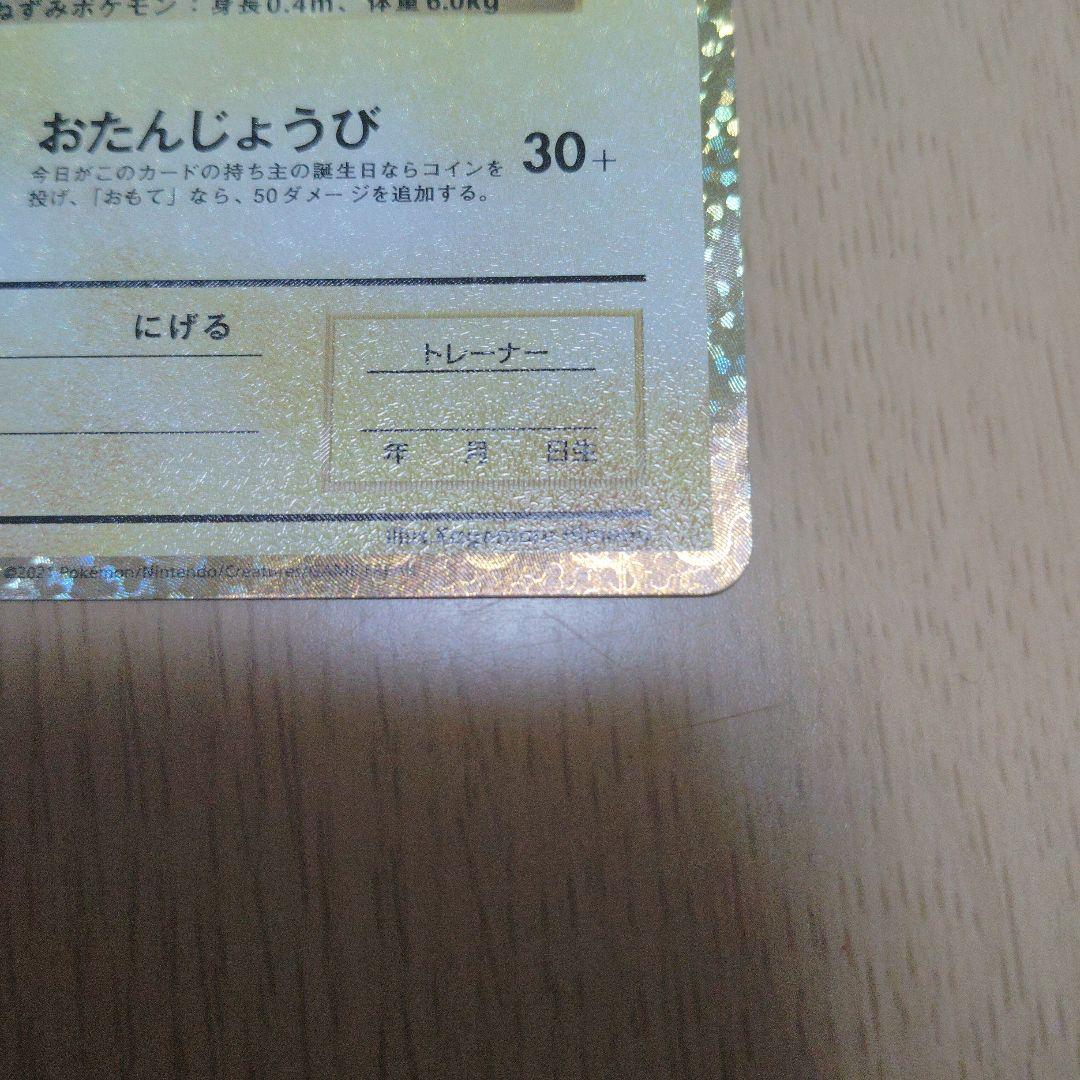 ねずみポケモン：身長0.4m、体重6.0kg
おたんじょうび 30+
今日がこのカードの持ち主の誕生日ならコインを
投げ、「おもて」なら、50ダメージを追加する。
にげる
トレーナー
年 月 日生
illus.
©2021 Pokémon/Nintendo/Creatures/GAME FREAK